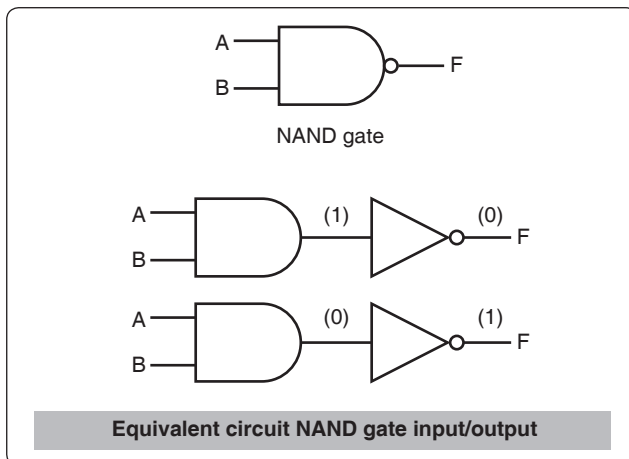 A
B
F
NAND gate
A
B
(1)
(0)
F
A
B
(0)
(1)
F
Equivalent circuit NAND gate input/output